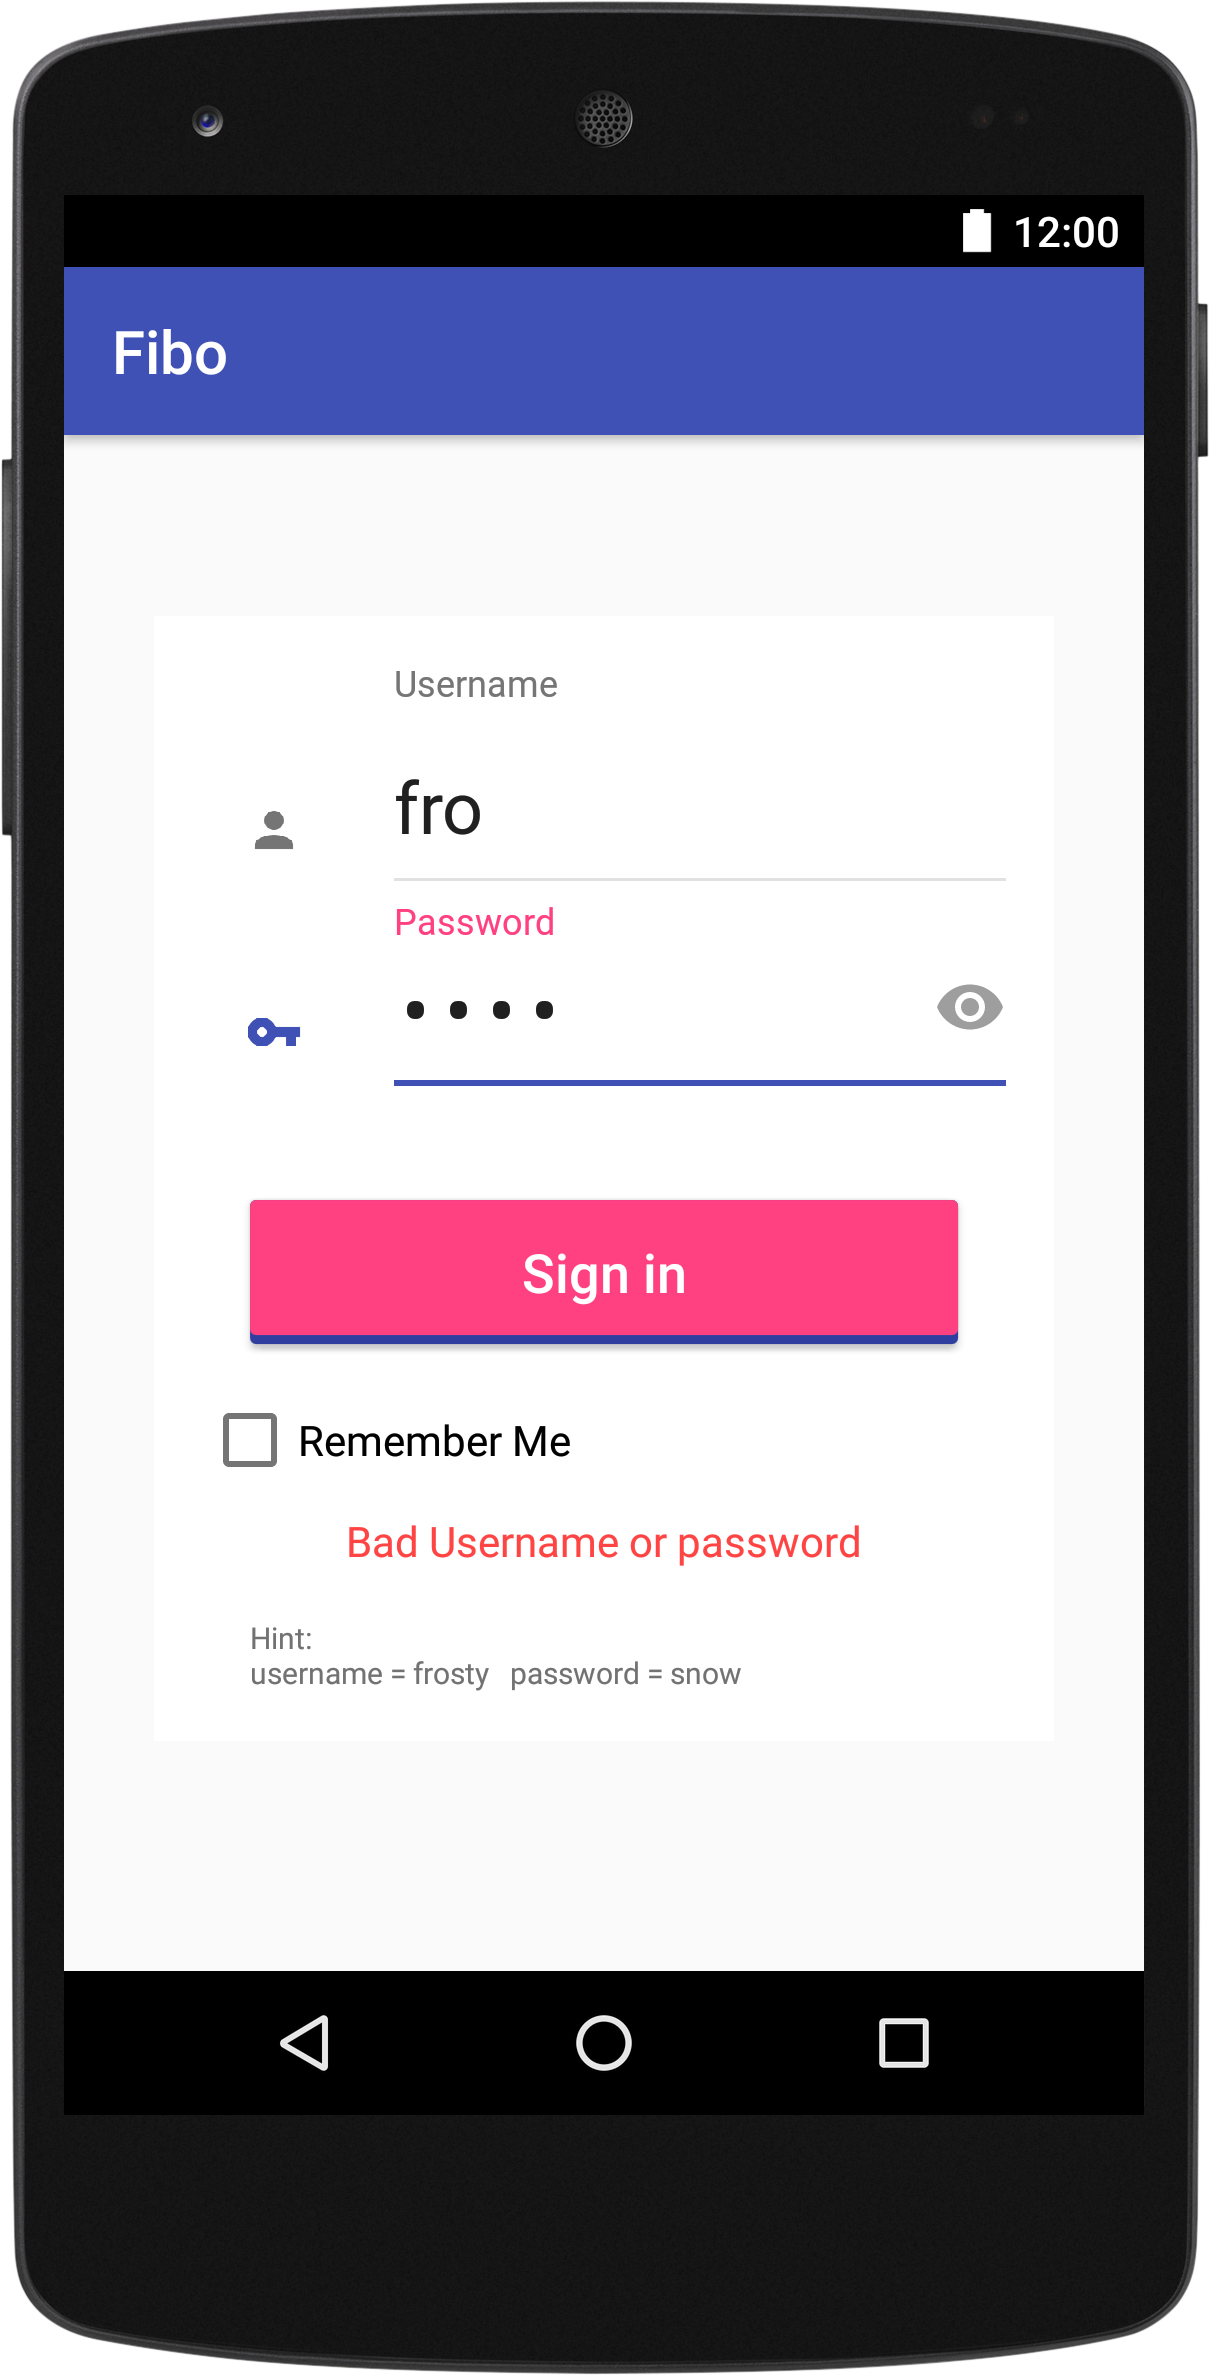 12:00
Fibo
Username
fro
Password
••••
Sign in
Remember Me
Bad Username or password
Hint:
username = frosty   password = snow